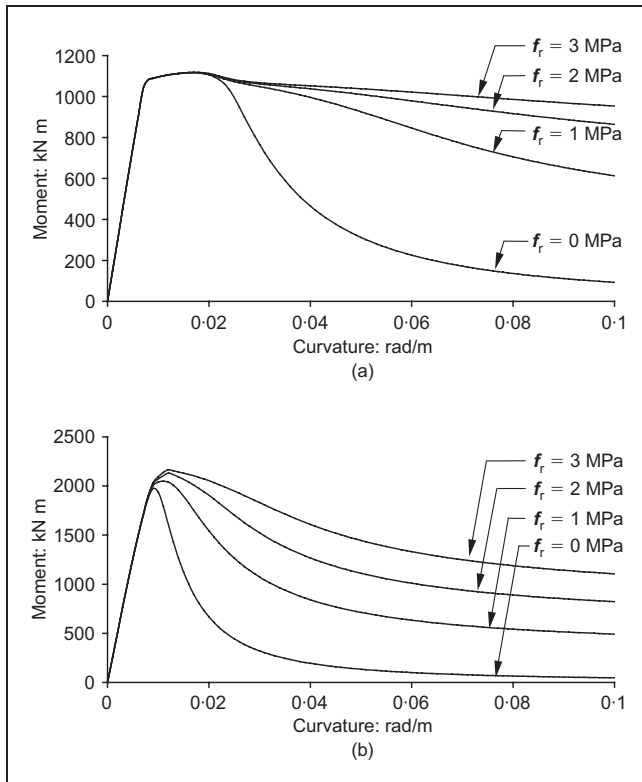 1200
1000
800
600
400
200
0
Moment: kN m
fr = 3 MPa
fr = 2 MPa
fr = 1 MPa
fr = 0 MPa
0 0·02 0·04 0·06 0·08 0·1
Curvature: rad/m
(a)
2500
2000
1500
1000
500
0
Moment: kN m
fr = 3 MPa
fr = 2 MPa
fr = 1 MPa
fr = 0 MPa
0 0·02 0·04 0·06 0·08 0·1
Curvature: rad/m
(b)